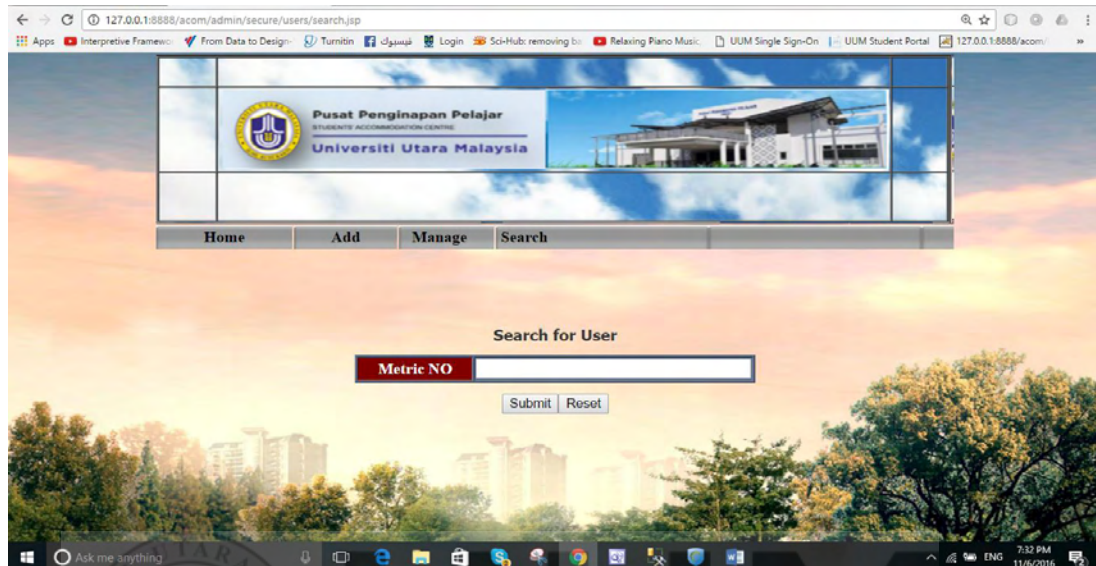 127.0.0.1:8888/acom/admin/secure/users/search.jsp
Apps Interpretive Framewo From Data to Design- Turnitin فيسبوك Login Sci-Hub: removing ba Relaxing Piano Music, UUM Single Sign-On UUM Student Portal 127.0.0.1:8888/acom/ »
Pusat Penginapan Pelajar
STUDENTS' ACCOMMODATION CENTRE
Universiti Utara Malaysia
Home Add Manage Search
Search for User
Metric NO
Submit Reset
Ask me anything
ENG 7:32 PM
11/6/2016